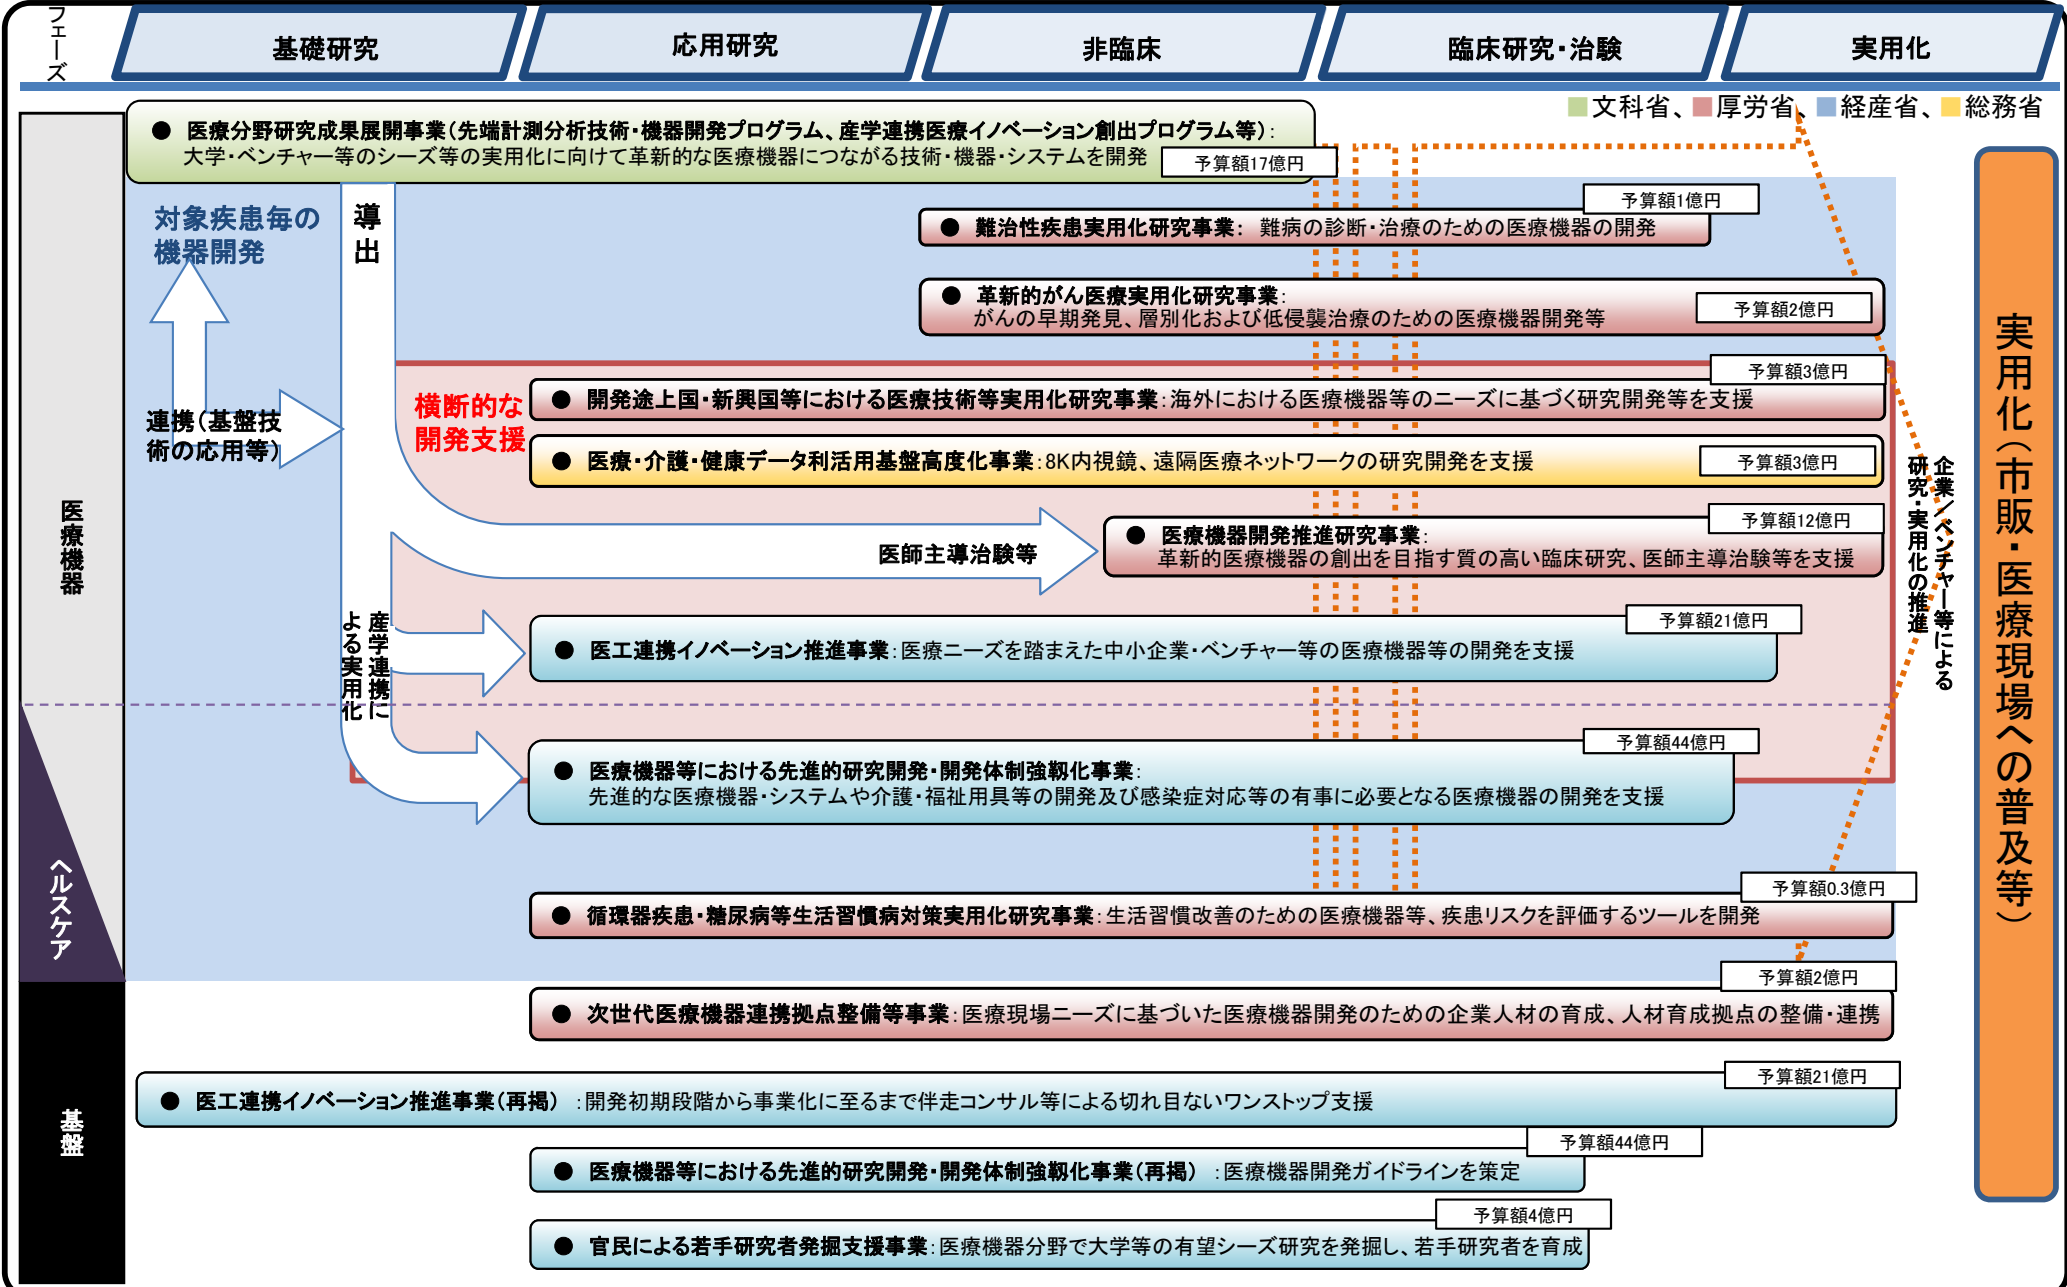 フェーズ
基礎研究
応用研究
非臨床
臨床研究・治験
実用化
文科省、厚労省、経産省、総務省
● 医療分野研究成果展開事業(先端計測分析技術・機器開発プログラム、産学連携医療イノベーション創出プログラム等):
大学・ベンチャー等のシーズ等の実用化に向けて革新的な医療機器につながる技術・機器・システムを開発
予算額17億円
対象疾患毎の
機器開発
導出
予算額1億円
● 難治性疾患実用化研究事業: 難病の診断・治療のための医療機器の開発
● 革新的がん医療実用化研究事業:
がんの早期発見、層別化および低侵襲治療のための医療機器開発等
予算額2億円
連携(基盤技
術の応用等)
横断的な
開発支援
予算額3億円
● 開発途上国・新興国等における医療技術等実用化研究事業:海外における医療機器等のニーズに基づく研究開発等を支援
● 医療・介護・健康データ利活用基盤高度化事業:8K内視鏡、遠隔医療ネットワークの研究開発を支援
予算額3億円
医師主導治験等
予算額12億円
● 医療機器開発推進研究事業:
革新的医療機器の創出を目指す質の高い臨床研究、医師主導治験等を支援
産学連携に
よる実用化
予算額21億円
● 医工連携イノベーション推進事業:医療ニーズを踏まえた中小企業・ベンチャー等の医療機器等の開発を支援
予算額44億円
● 医療機器等における先進的研究開発・開発体制強靱化事業:
先進的な医療機器・システムや介護・福祉用具等の開発及び感染症対応等の有事に必要となる医療機器の開発を支援
予算額0.3億円
● 循環器疾患・糖尿病等生活習慣病対策実用化研究事業:生活習慣改善のための医療機器等、疾患リスクを評価するツールを開発
予算額2億円
● 次世代医療機器連携拠点整備等事業:医療現場ニーズに基づいた医療機器開発のための企業人材の育成、人材育成拠点の整備・連携
予算額21億円
● 医工連携イノベーション推進事業(再掲) :開発初期段階から事業化に至るまで伴走コンサル等による切れ目ないワンストップ支援
予算額44億円
● 医療機器等における先進的研究開発・開発体制強靱化事業(再掲) :医療機器開発ガイドラインを策定
予算額4億円
● 官民による若手研究者発掘支援事業:医療機器分野で大学等の有望シーズ研究を発掘し、若手研究者を育成
医療機器
ヘルスケア
基盤
企業/ベンチャー等による
研究・実用化の推進
実用化(市販・医療現場への普及等)